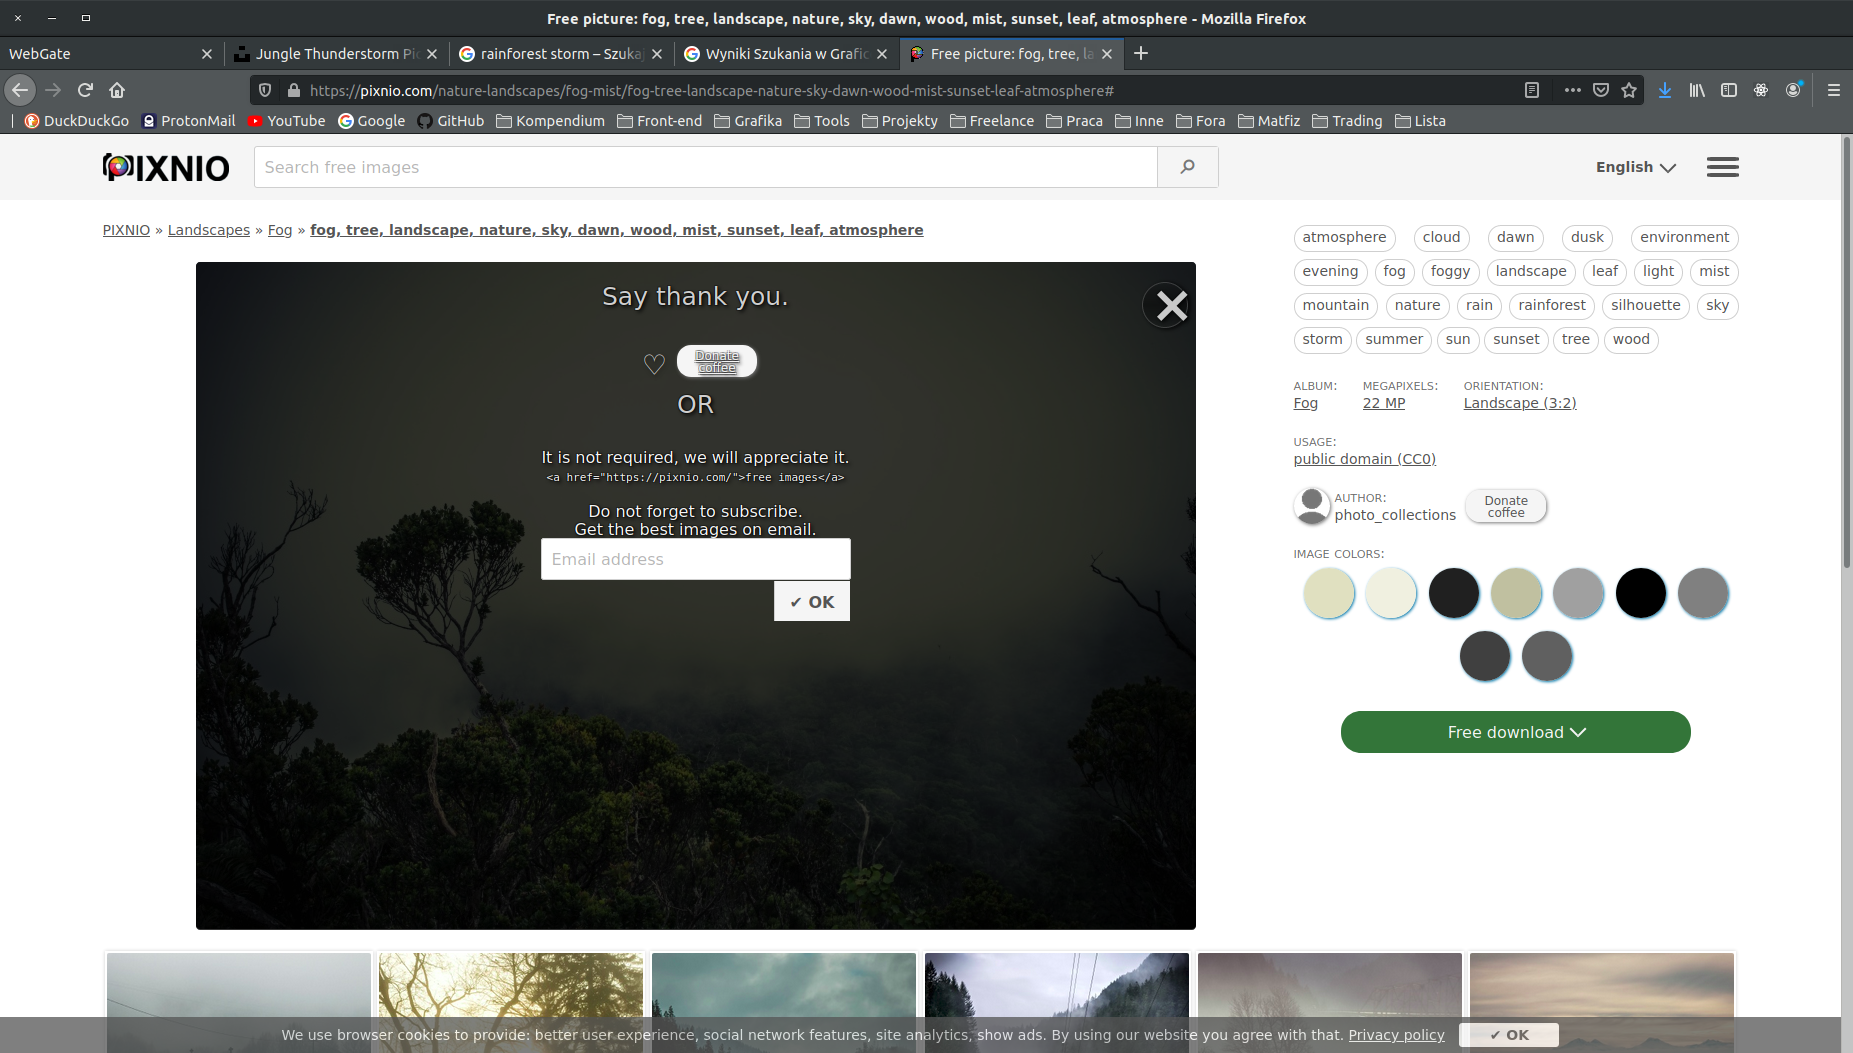 Free picture: fog, tree, landscape, nature, sky, dawn, wood, mist, sunset, leaf, atmosphere - Mozilla Firefox
WebGate
Jungle Thunderstorm Pi
rainforest storm – Szuka
Wyniki Szukania w Grafic
Free picture: fog, tree, la
https://pixnio.com/nature-landscapes/fog-mist/fog-tree-landscape-nature-sky-dawn-wood-mist-sunset-leaf-atmosphere#
DuckDuckGo ProtonMail YouTube Google GitHub Kompendium Front-end Grafika Tools Projekty Freelance Praca Inne Fora Matfiz Trading Lista
PIXNIO
Search free images
English
PIXNIO » Landscapes » Fog » fog, tree, landscape, nature, sky, dawn, wood, mist, sunset, leaf, atmosphere
Say thank you.
♡ Donate
coffee
OR
It is not required, we will appreciate it.
<a href="https://pixnio.com/">free images</a>
Do not forget to subscribe.
Get the best images on email.
Email address
✔ OK
atmosphere cloud dawn dusk environment
evening fog foggy landscape leaf light mist
mountain nature rain rainforest silhouette sky
storm summer sun sunset tree wood
ALBUM: MEGAPIXELS: ORIENTATION:
Fog 22 MP Landscape (3:2)
USAGE:
public domain (CC0)
AUTHOR:
photo_collections
Donate
coffee
IMAGE COLORS:
Free download
We use browser cookies to provide: better user experience, social network features, site analytics, show ads. By using our website you agree with that. Privacy policy ✔ OK